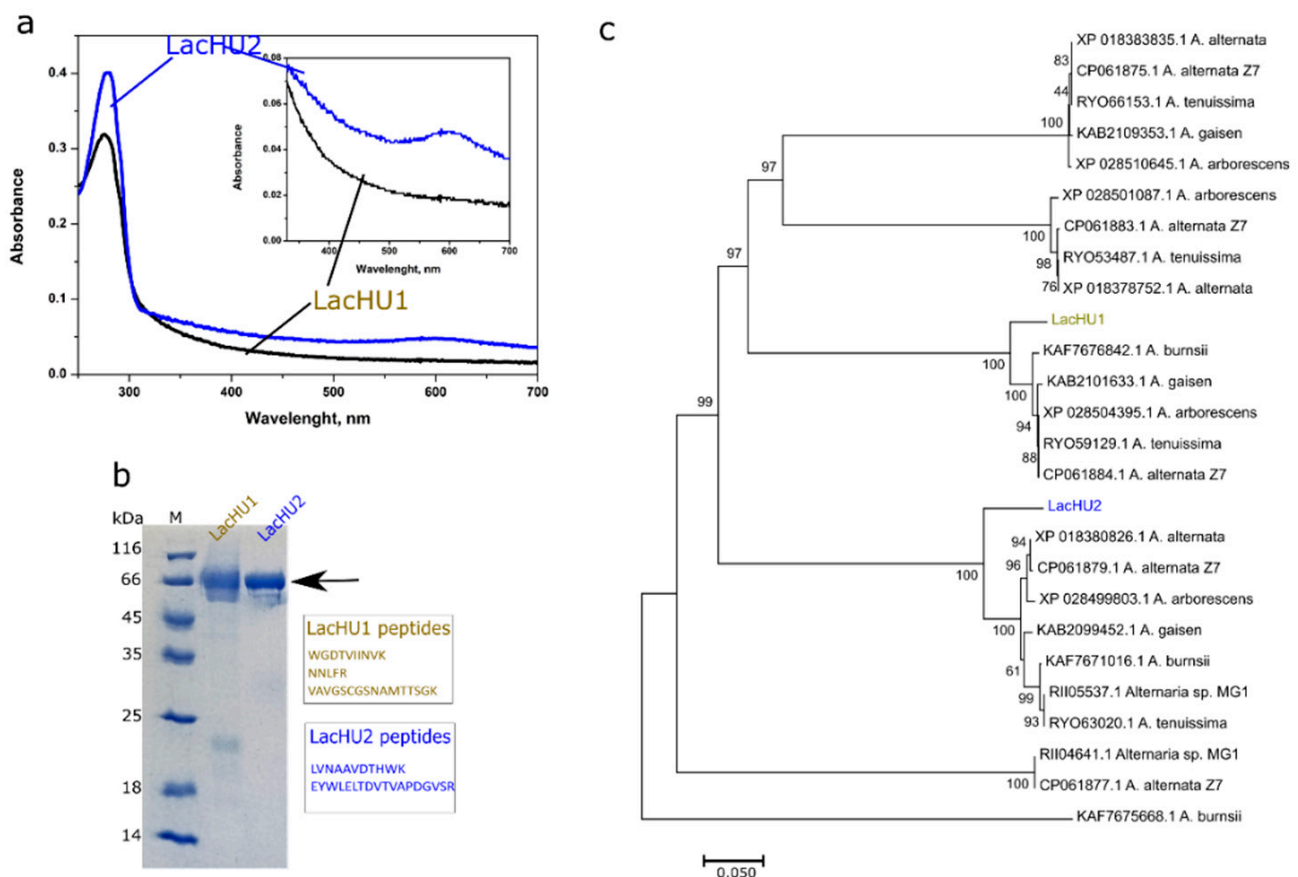 a
LacHU2
LacHU1
0.4
0.3
0.2
0.1
0.0
300
400
500
600
700
Absorbance
Wavelenght, nm
0.08
0.06
0.04
0.02
0.00
400
500
600
700
Absorbance
Wavelenght, nm
b
kDa
M
LacHU1
LacHU2
116
66
45
35
25
18
14
LacHU1 peptides
WGDTVIINVK
NNLFR
VAVGSCGSNAMTTSGK
LacHU2 peptides
LVNAAVDTHWK
EYWLELTDVTVAPDGVSR
c
XP 018383835.1 A. alternata
CP061875.1 A. alternata Z7
RYO66153.1 A. tenuissima
KAB2109353.1 A. gaisen
XP 028510645.1 A. arborescens
XP 028501087.1 A. arborescens
CP061883.1 A. alternata Z7
RYO53487.1 A. tenuissima
XP 018378752.1 A. alternata
LacHU1
KAF7676842.1 A. burnsii
KAB2101633.1 A. gaisen
XP 028504395.1 A. arborescens
RYO59129.1 A. tenuissima
CP061884.1 A. alternata Z7
LacHU2
XP 018380826.1 A. alternata
CP061879.1 A. alternata Z7
XP 028499803.1 A. arborescens
KAB2099452.1 A. gaisen
KAF7671016.1 A. burnsii
RII05537.1 Alternaria sp. MG1
RYO63020.1 A. tenuissima
RII04641.1 Alternaria sp. MG1
CP061877.1 A. alternata Z7
KAF7675668.1 A. burnsii
83
44
100
97
100
98
76
97
100
100
94
88
99
94
96
100
100
61
99
93
100
0.050